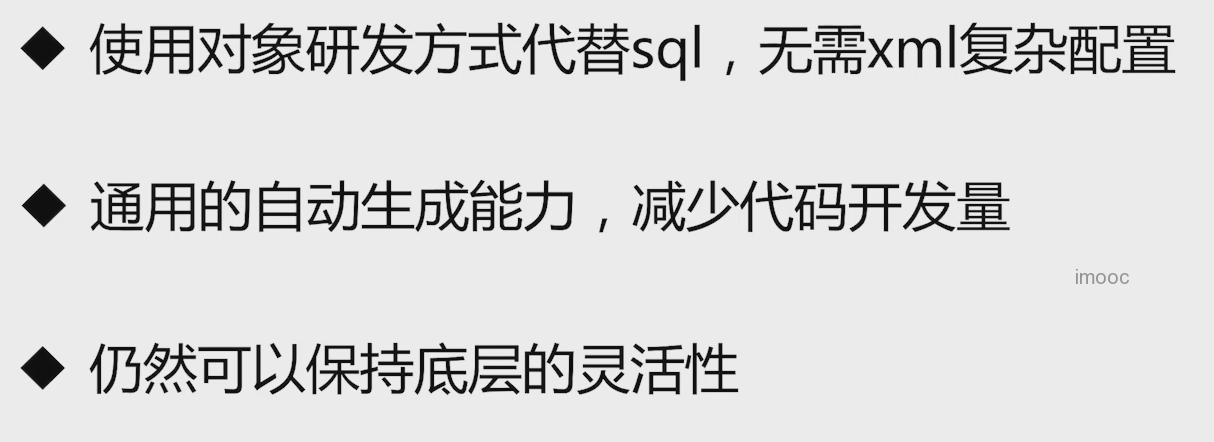 ◆ 使用对象研发方式代替sql，无需xml复杂配置
◆ 通用的自动生成能力，减少代码开发量
imooc
◆ 仍然可以保持底层的灵活性